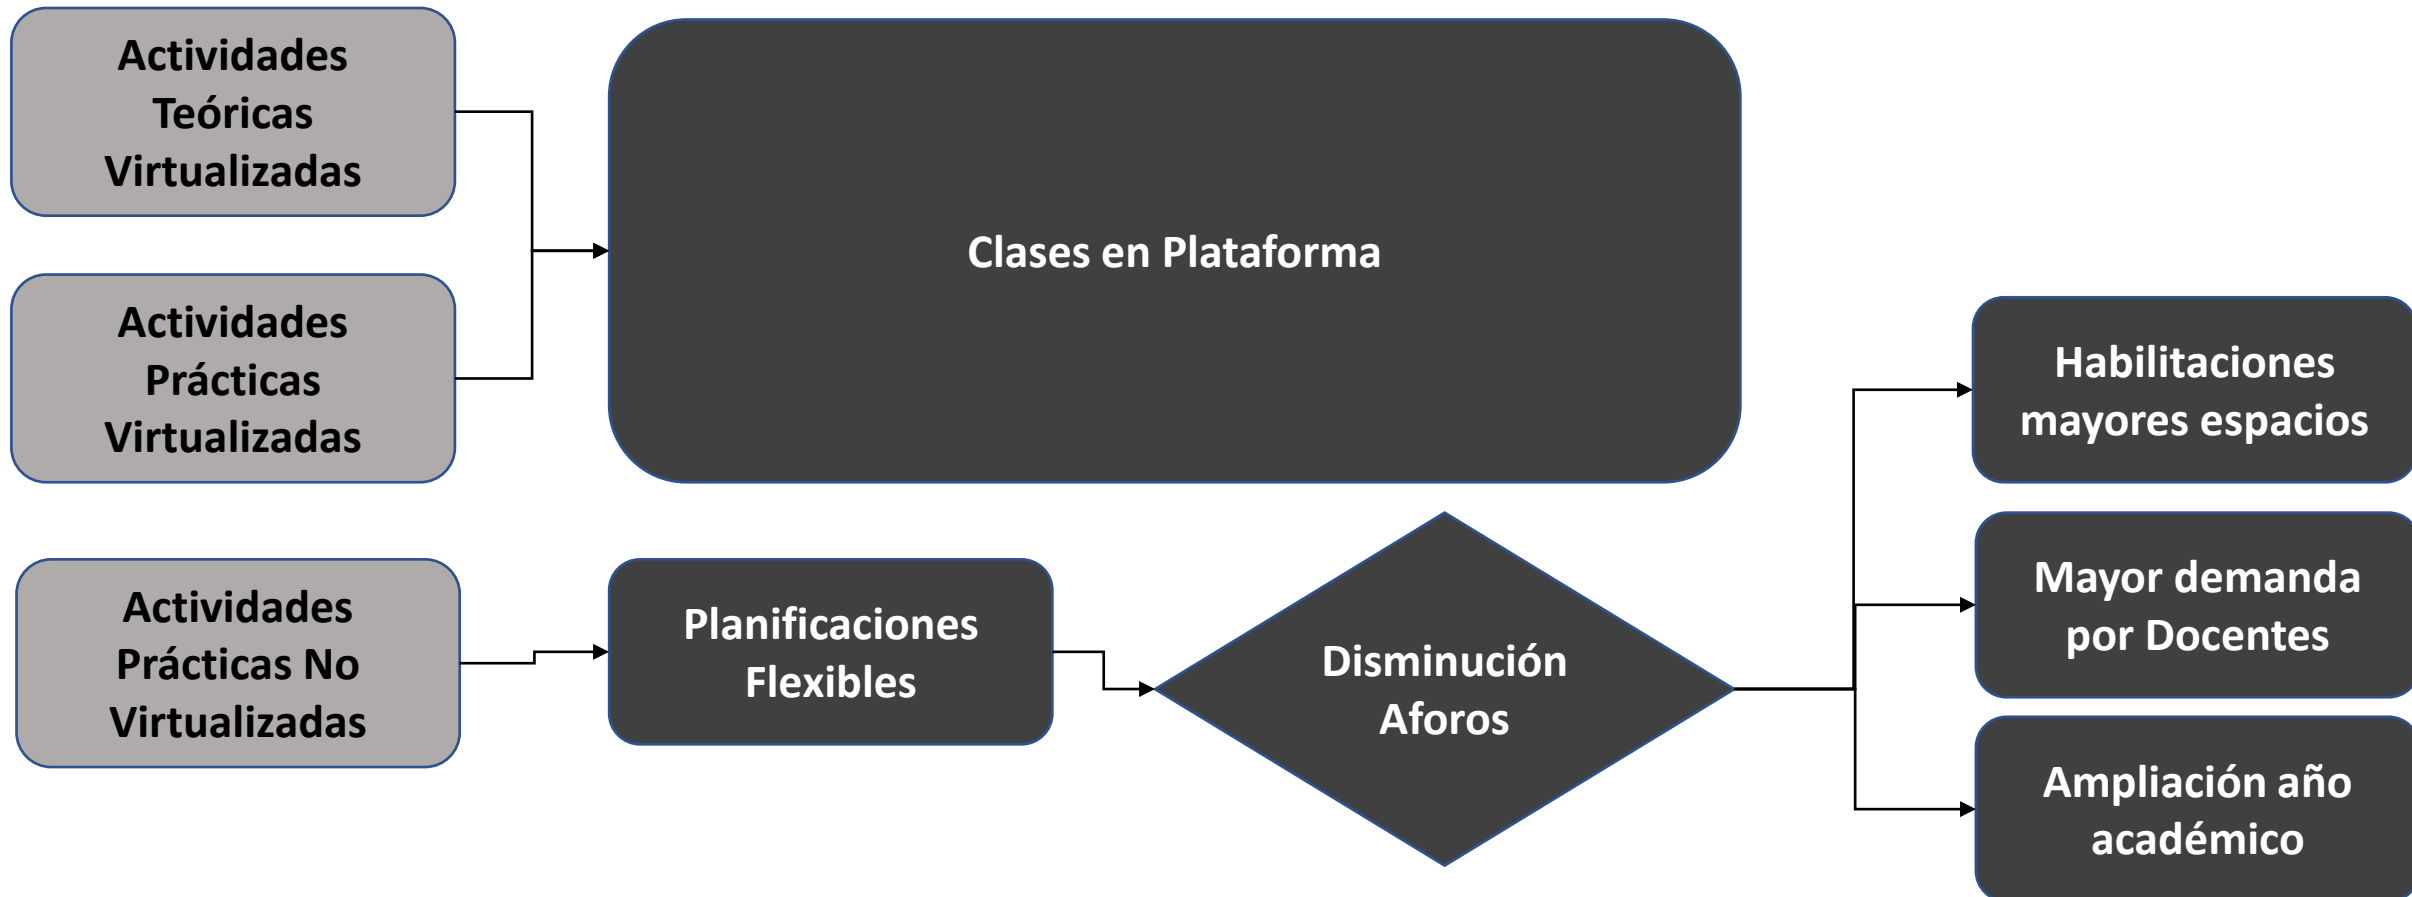 Actividades
Teóricas
Virtualizadas
Clases en Plataforma
Actividades
Prácticas
Virtualizadas
Habilitaciones
mayores espacios
Actividades
Prácticas No
Virtualizadas
Planificaciones
Flexibles
Disminución
Aforos
Mayor demanda
por Docentes
Ampliación año
académico